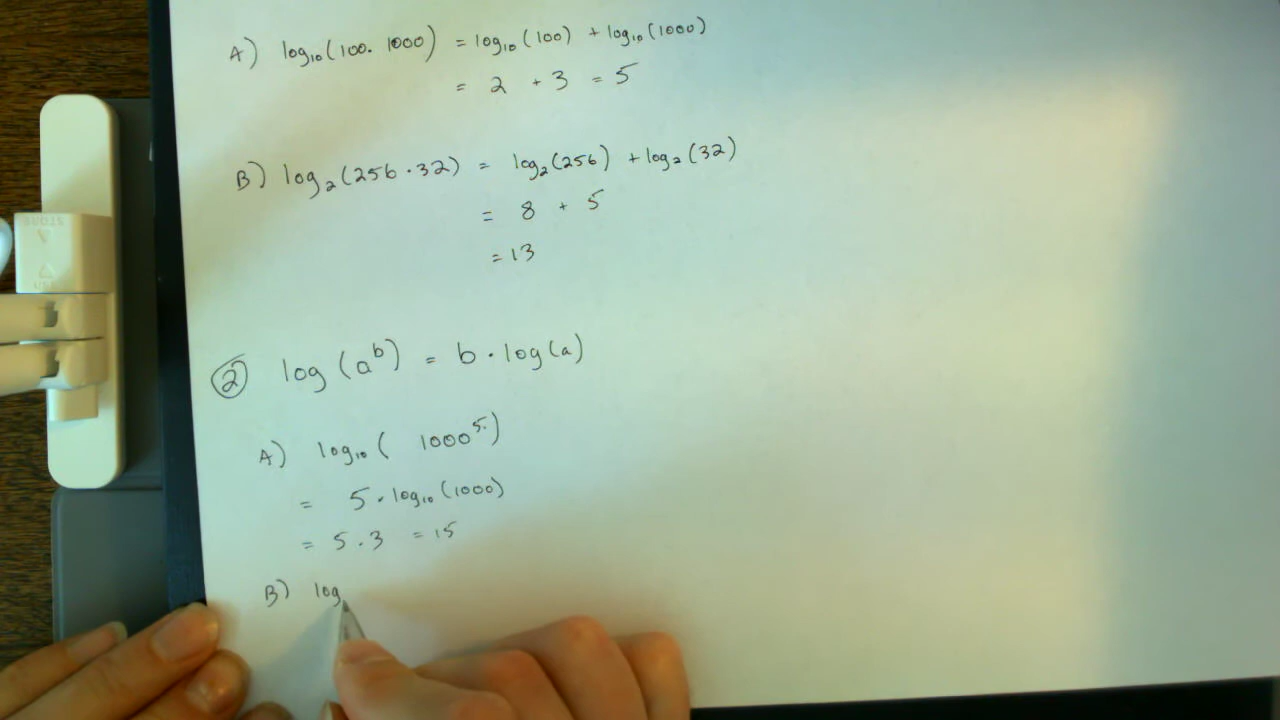 A) log₁₀(100. 1000) = log₁₀(100) + log₁₀(1000)
= 2 + 3 = 5
B) log₂(256·32) = log₂(256) + log₂(32)
= 8 + 5
= 13
② log(aᵇ) = b · log(a)
A) log₁₀( 1000⁵·)
= 5 · log₁₀(1000)
= 5 . 3 = 15
B) log
STORE